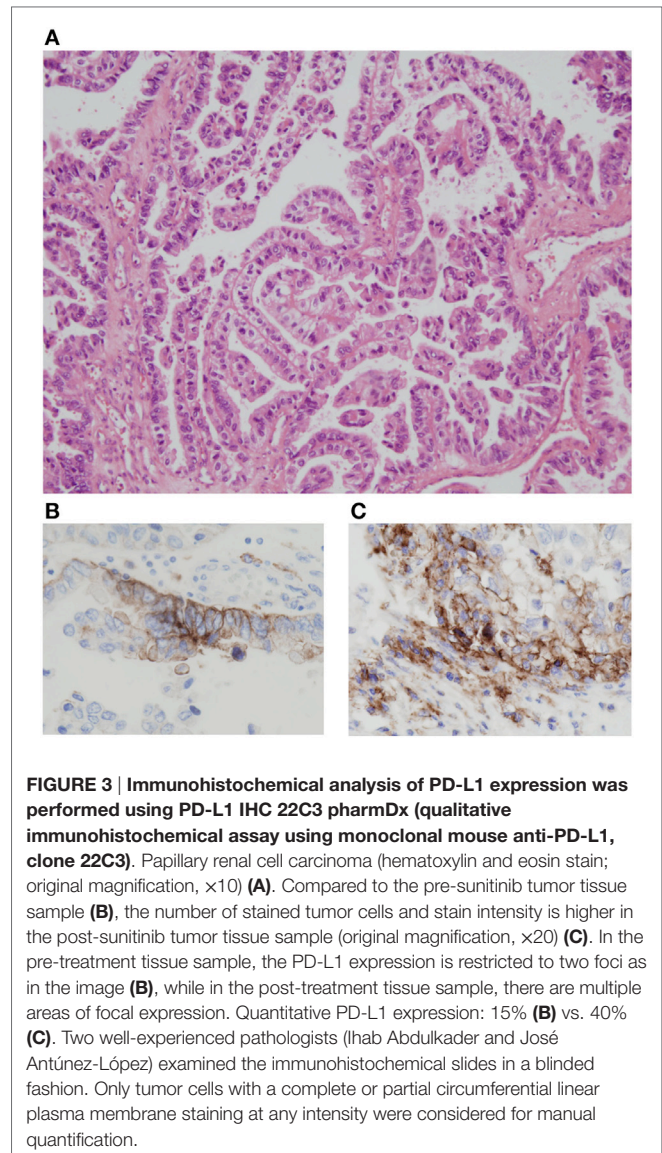 A
B
C
FIGURE 3 | Immunohistochemical analysis of PD-L1 expression was
performed using PD-L1 IHC 22C3 pharmDx (qualitative
immunohistochemical assay using monoclonal mouse anti-PD-L1,
clone 22C3). Papillary renal cell carcinoma (hematoxylin and eosin stain;
original magnification, ×10) (A). Compared to the pre-sunitinib tumor tissue
sample (B), the number of stained tumor cells and stain intensity is higher in
the post-sunitinib tumor tissue sample (original magnification, ×20) (C). In the
pre-treatment tissue sample, the PD-L1 expression is restricted to two foci as
in the image (B), while in the post-treatment tissue sample, there are multiple
areas of focal expression. Quantitative PD-L1 expression: 15% (B) vs. 40%
(C). Two well-experienced pathologists (Ihab Abdulkader and José
Antúnez-López) examined the immunohistochemical slides in a blinded
fashion. Only tumor cells with a complete or partial circumferential linear
plasma membrane staining at any intensity were considered for manual
quantification.